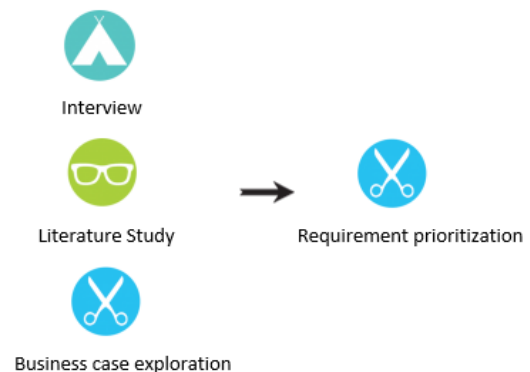 Interview
Literature Study
Requirement prioritization
Business case exploration